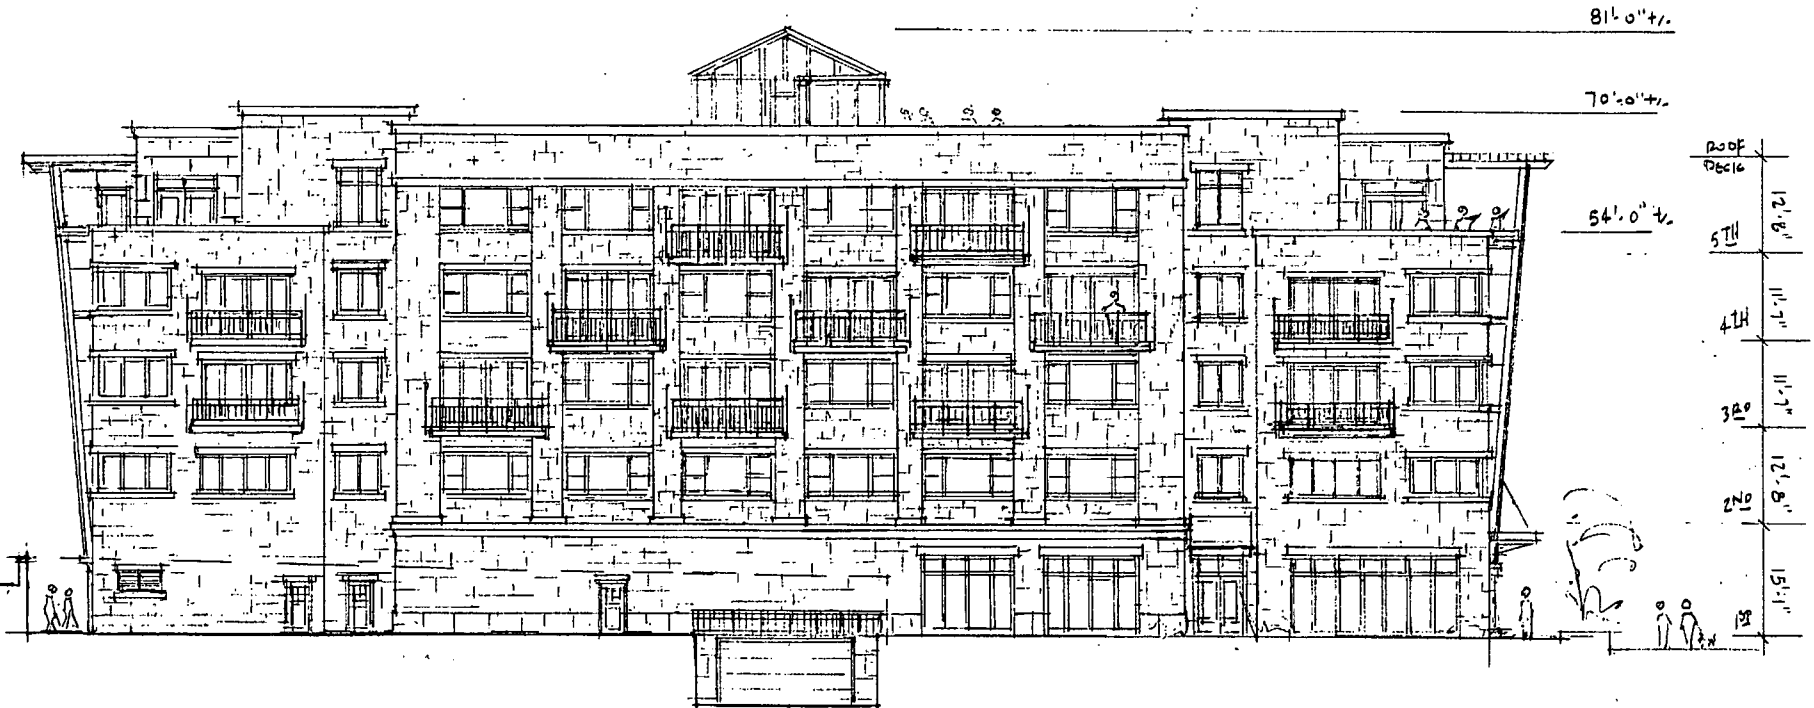 81'-0" +/-
70'-0" +/-
ROOF
DECK
12'-8"
54'-0" +/-
5TH
11'-7"
4TH
11'-7"
3RD
12'-8"
2ND
15'-1"
1ST